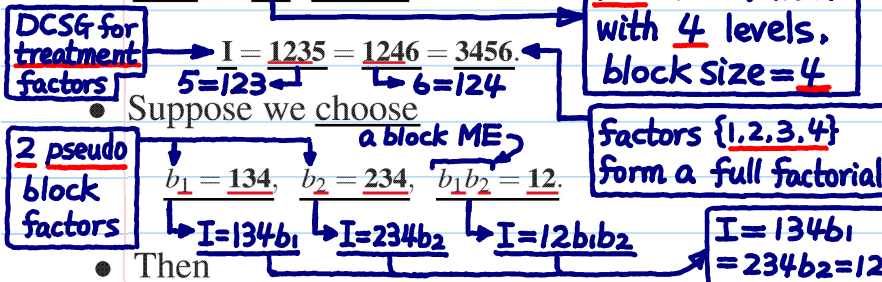 DCSG for
treatment
factors
I = 1235 = 1246 = 3456.
5=123
6=124
with 4 levels,
block size=4
• Suppose we choose
a block ME
factors {1,2,3,4}
form a full factorial
2 pseudo
block
factors
b1 = 134, b2 = 234, b1b2 = 12.
I=134b1
I=234b2
I=12b1b2
I=134b1
=234b2=12
• Then